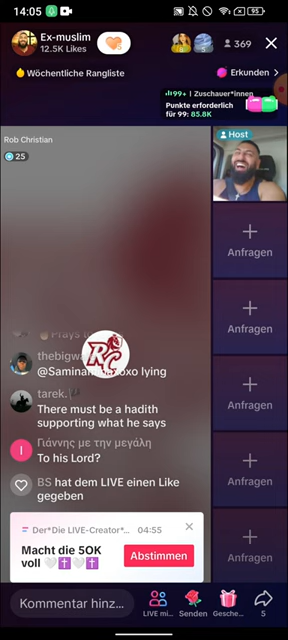 14:05
95
Ex-muslim
12.5K Likes
369
Wöchentliche Rangliste
Erkunden >
99+ | Zuschauer*innen
Punkte erforderlich
für 99: 85.8K
Rob Christian
25
Host
Anfragen
Anfragen
Anfragen
Anfragen
Anfragen
RC
thebigwa
@Samina xo lying
tarek.
There must be a hadith
supporting what he says
I
Γιάννης με την μεγάλη
To his Lord?
BS hat dem LIVE einen Like
gegeben
Der*Die LIVE-Creator*... 04:55
Macht die 50K
voll
Abstimmen
Kommentar hinz...
LIVE mi...
Senden
Gesche...
5